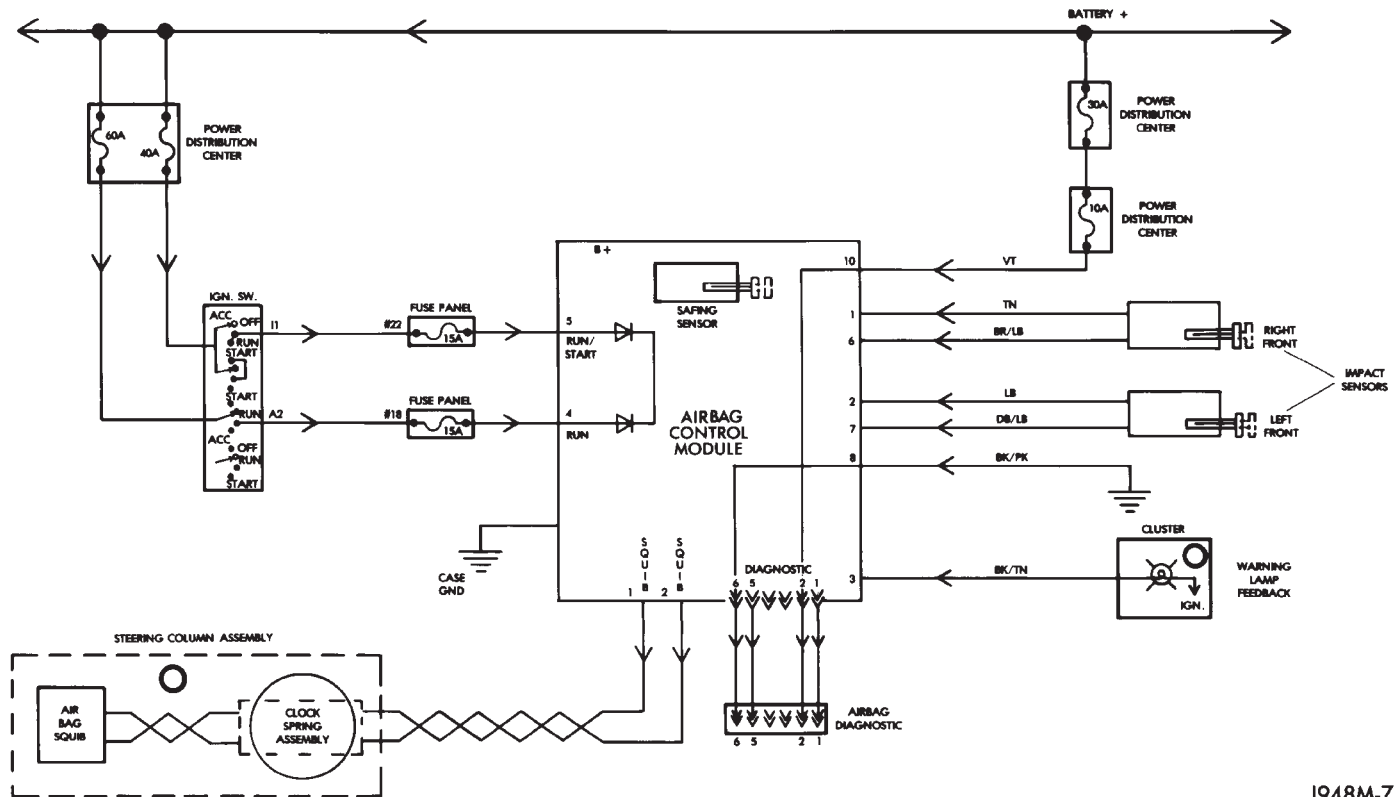 BATTERY +
60A
40A
POWER
DISTRIBUTION
CENTER
30A
POWER
DISTRIBUTION
CENTER
10A
POWER
DISTRIBUTION
CENTER
IGN. SW.
ACC
OFF
RUN
START
I1
START
RUN
A2
ACC
OFF
RUN
START
FUSE PANEL
#22
15A
FUSE PANEL
#18
15A
B +
SAFING
SENSOR
5
RUN/
START
4
RUN
AIRBAG
CONTROL
MODULE
10
VT
1
TN
6
BR/LB
RIGHT
FRONT
IMPACT
SENSORS
2
LB
7
DB/LB
LEFT
FRONT
8
BK/PK
3
BK/TN
CLUSTER
IGN.
WARNING
LAMP
FEEDBACK
CASE
GND
SQUIB
1
SQUIB
2
DIAGNOSTIC
6 5 2 1
AIRBAG
DIAGNOSTIC
6 5 2 1
STEERING COLUMN ASSEMBLY
AIR
BAG
SQUIB
CLOCK
SPRING
ASSEMBLY
J948M-7